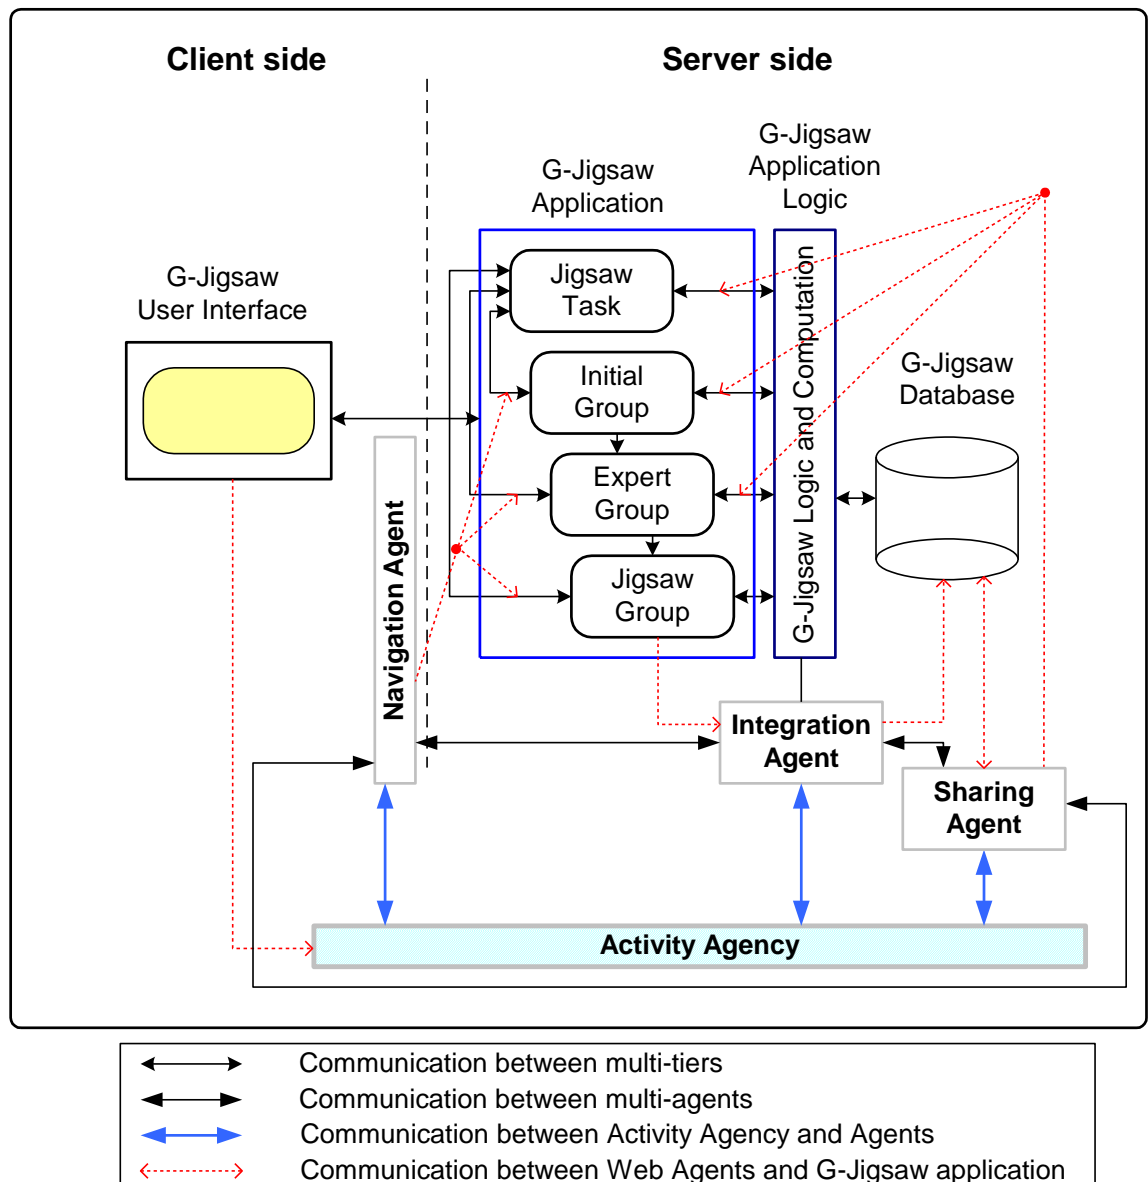 Client side
Server side
G-Jigsaw
Application
Logic
G-Jigsaw
Application
G-Jigsaw
User Interface
Jigsaw
Task
Initial
Group
Expert
Group
Jigsaw
Group
G-Jigsaw Logic and Computation
G-Jigsaw
Database
Navigation Agent
Integration
Agent
Sharing
Agent
Activity Agency
Communication between multi-tiers
Communication between multi-agents
Communication between Activity Agency and Agents
Communication between Web Agents and G-Jigsaw application